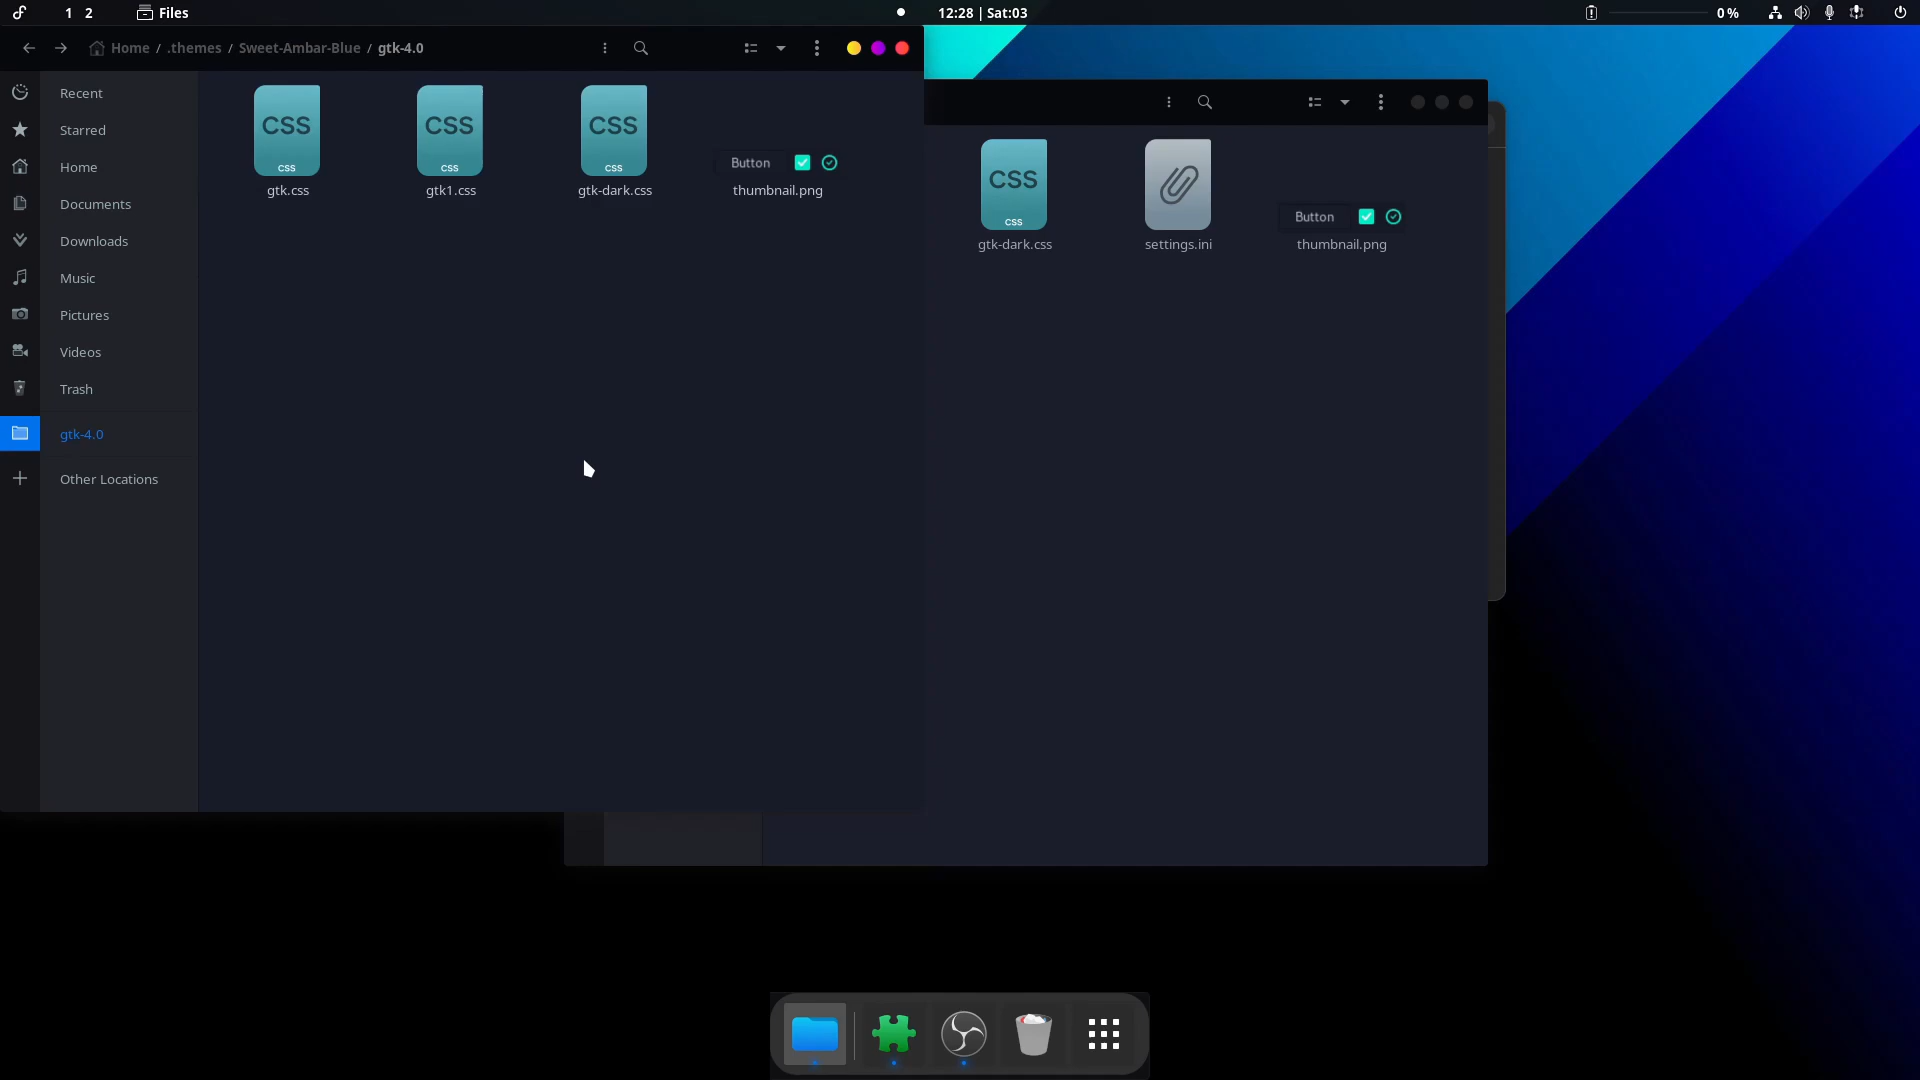 1 2 Files 12:28 | Sat:03 0 %
Home / .themes / Sweet-Ambar-Blue / gtk-4.0
Recent
Starred
Home
Documents
Downloads
Music
Pictures
Videos
Trash
gtk-4.0
Other Locations
CSS CSS CSS
CSS CSS CSS
Button
gtk.css gtk1.css gtk-dark.css thumbnail.png
CSS
CSS
Button
gtk-dark.css settings.ini thumbnail.png